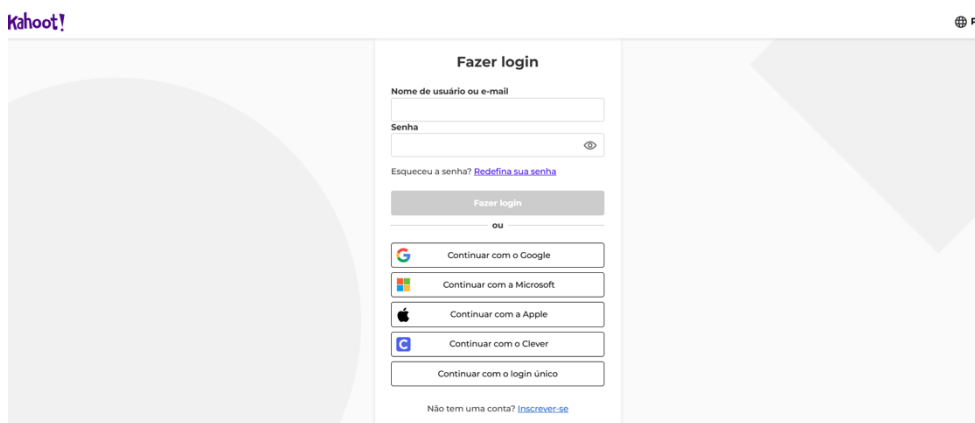 Kahoot!
Fazer login
Nome de usuário ou e-mail
Senha
Esqueceu a senha? Redefina sua senha
Fazer login
ou
Continuar com o Google
Continuar com a Microsoft
Continuar com a Apple
Continuar com o Clever
Continuar com o login único
Não tem uma conta? Inscrever-se